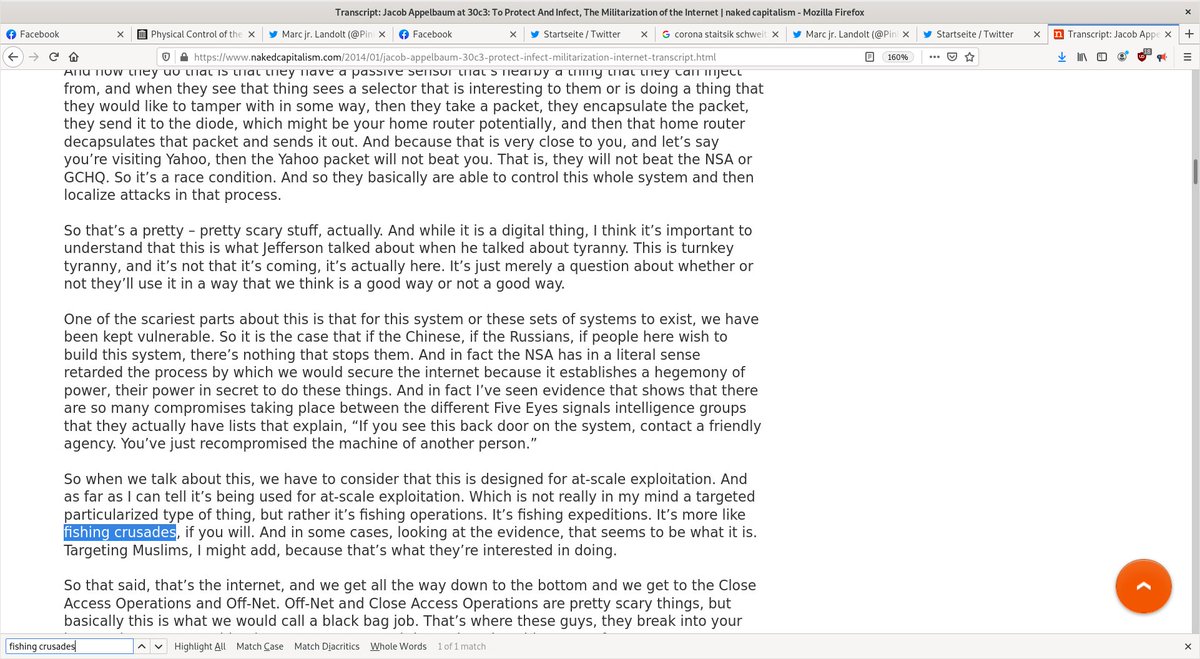 Transcript: Jacob Appelbaum at 30c3: To Protect And Infect, The Militarization of the Internet | naked capitalism - Mozilla Firefox
Facebook
Physical Control of the
Marc jr. Landolt (@Pin
Facebook
Startseite / Twitter
corona staitsik schweit
Marc jr. Landolt (@Pin
Startseite / Twitter
Transcript: Jacob Appe
https://www.nakedcapitalism.com/2014/01/jacob-appelbaum-30c3-protect-infect-militarization-internet-transcript.html
160%
And how they do that is that they have a passive sensor that's nearby a thing that they can inject
from, and when they see that thing sees a selector that is interesting to them or is doing a thing that
they would like to tamper with in some way, then they take a packet, they encapsulate the packet,
they send it to the diode, which might be your home router potentially, and then that home router
decapsulates that packet and sends it out. And because that is very close to you, and let's say
you're visiting Yahoo, then the Yahoo packet will not beat you. That is, they will not beat the NSA or
GCHQ. So it's a race condition. And so they basically are able to control this whole system and then
localize attacks in that process.
So that's a pretty – pretty scary stuff, actually. And while it is a digital thing, I think it's important to
understand that this is what Jefferson talked about when he talked about tyranny. This is turnkey
tyranny, and it's not that it's coming, it's actually here. It's just merely a question about whether or
not they'll use it in a way that we think is a good way or not a good way.
One of the scariest parts about this is that for this system or these sets of systems to exist, we have
been kept vulnerable. So it is the case that if the Chinese, if the Russians, if people here wish to
build this system, there's nothing that stops them. And in fact the NSA has in a literal sense
retarded the process by which we would secure the internet because it establishes a hegemony of
power, their power in secret to do these things. And in fact I've seen evidence that shows that there
are so many compromises taking place between the different Five Eyes signals intelligence groups
that they actually have lists that explain, “If you see this back door on the system, contact a friendly
agency. You've just recompromised the machine of another person.”
So when we talk about this, we have to consider that this is designed for at-scale exploitation. And
as far as I can tell it's being used for at-scale exploitation. Which is not really in my mind a targeted
particularized type of thing, but rather it's fishing operations. It's fishing expeditions. It's more like
fishing crusades, if you will. And in some cases, looking at the evidence, that seems to be what it is.
Targeting Muslims, I might add, because that's what they're interested in doing.
So that said, that's the internet, and we get all the way down to the bottom and we get to the Close
Access Operations and Off-Net. Off-Net and Close Access Operations are pretty scary things, but
basically this is what we would call a black bag job. That's where these guys, they break into your
fishing crusades
Highlight All
Match Case
Match Diacritics
Whole Words
1 of 1 match